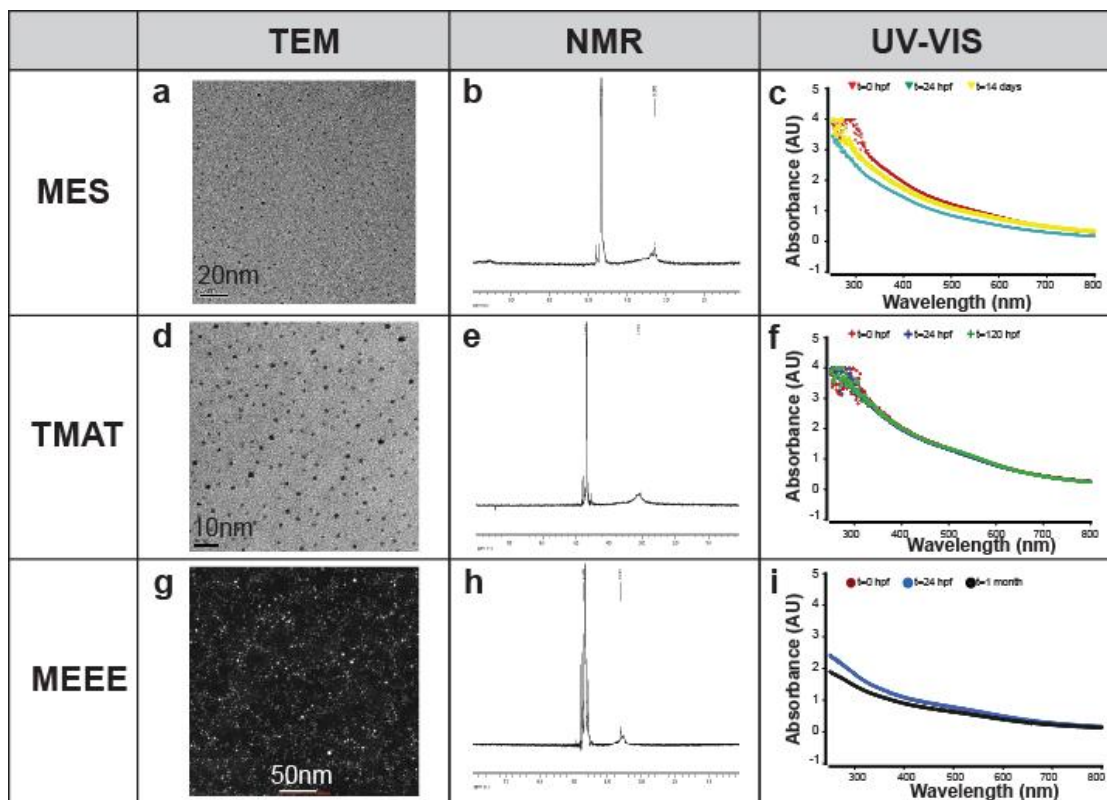 TEM NMR UV-VIS
MES
a
20nm
b
c
t=0 hpf t=24 hpf t=14 days
Absorbance (AU)
5
4
3
2
1
0
-1
300 400 500 600 700 800
Wavelength (nm)
TMAT
d
10nm
e
f
t=0 hpf t=24 hpf t=120 hpf
Absorbance (AU)
5
4
3
2
1
0
-1
300 400 500 600 700 800
Wavelength (nm)
MEEE
g
50nm
h
i
t=0 hpf t=24 hpf t=1 month
Absorbance (AU)
5
4
3
2
1
0
-1
300 400 500 600 700 800
Wavelength (nm)